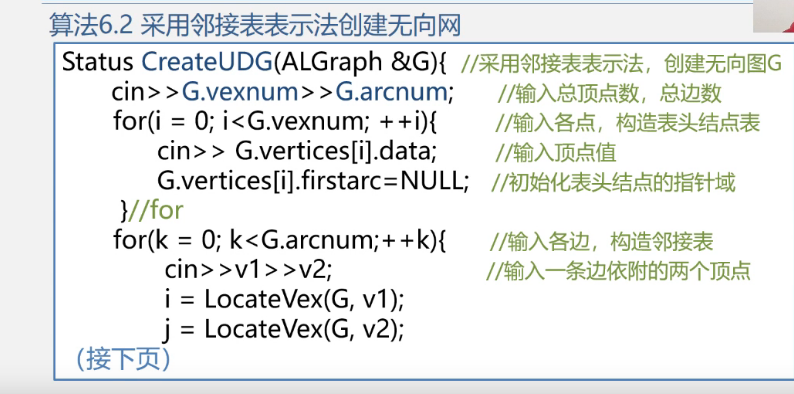 算法6.2 采用邻接表表示法创建无向网
Status CreateUDG(ALGraph &G){ //采用邻接表表示法，创建无向图G
cin>>G.vexnum>>G.arcnum; //输入总顶点数，总边数
for(i = 0; i<G.vexnum; ++i){ //输入各点，构造表头结点表
cin>> G.vertices[i].data; //输入顶点值
G.vertices[i].firstarc=NULL; //初始化表头结点的指针域
}//for
for(k = 0; k<G.arcnum;++k){ //输入各边，构造邻接表
cin>>v1>>v2; //输入一条边依附的两个顶点
i = LocateVex(G, v1);
j = LocateVex(G, v2);
（接下页）